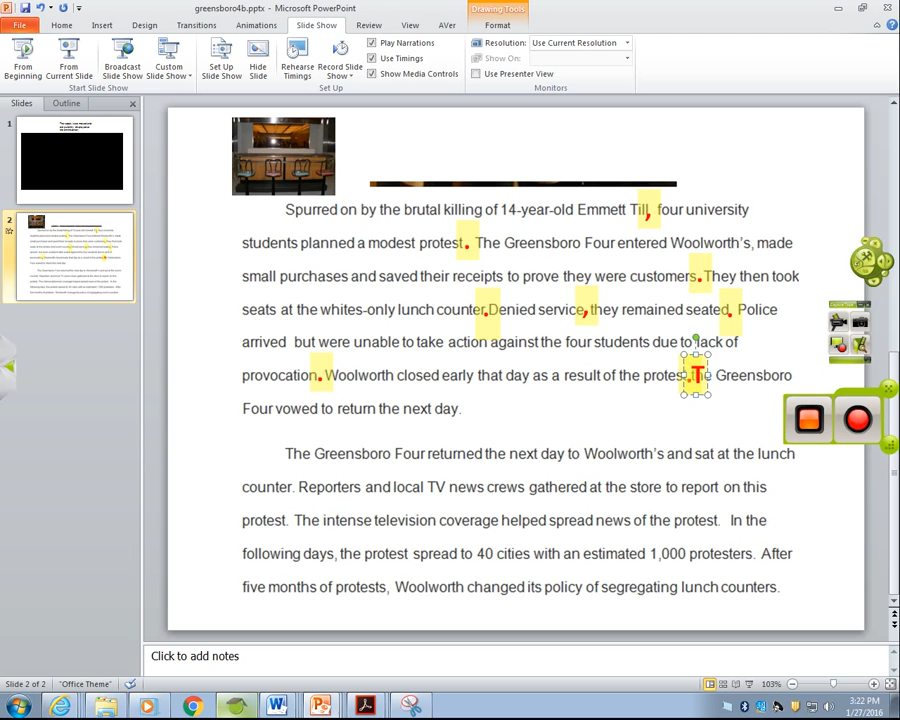 greensboro4b.pptx - Microsoft PowerPoint
Drawing Tools
File Home Insert Design Transitions Animations Slide Show Review View AVer Format
From Beginning
From Current Slide
Broadcast Slide Show
Custom Slide Show
Set Up Slide Show
Hide Slide
Rehearse Timings
Record Slide Show
Play Narrations
Use Timings
Show Media Controls
Resolution: Use Current Resolution
Show On:
Use Presenter View
Start Slide Show
Set Up
Monitors
Slides Outline
1
2
Spurred on by the brutal killing of 14-year-old Emmett Till, four university
students planned a modest protest. The Greensboro Four entered Woolworth's, made
small purchases and saved their receipts to prove they were customers. They then took
seats at the whites-only lunch counter. Denied service, they remained seated. Police
arrived but were unable to take action against the four students due to lack of
provocation. Woolworth closed early that day as a result of the protest. The Greensboro
Four vowed to return the next day.
The Greensboro Four returned the next day to Woolworth's and sat at the lunch
counter. Reporters and local TV news crews gathered at the store to report on this
protest. The intense television coverage helped spread news of the protest. In the
following days, the protest spread to 40 cities with an estimated 1,000 protesters. After
five months of protests, Woolworth changed its policy of segregating lunch counters.
Click to add notes
Slide 2 of 2
"Office Theme"
103%
3:22 PM
1/27/2016